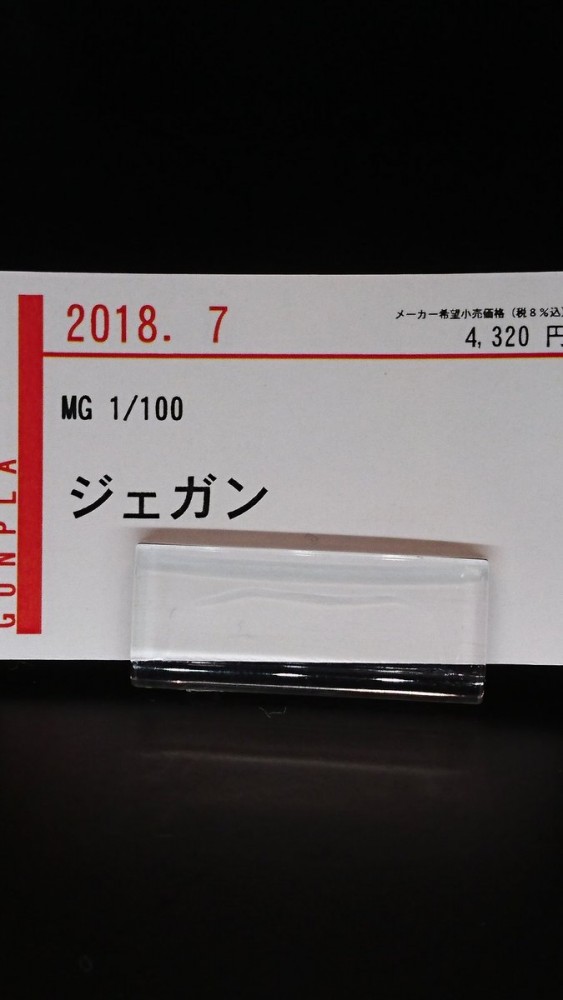 GUNPLA
2018. 7
メーカー希望小売価格(税8%込)
4,320 円
MG 1/100
ジェガン